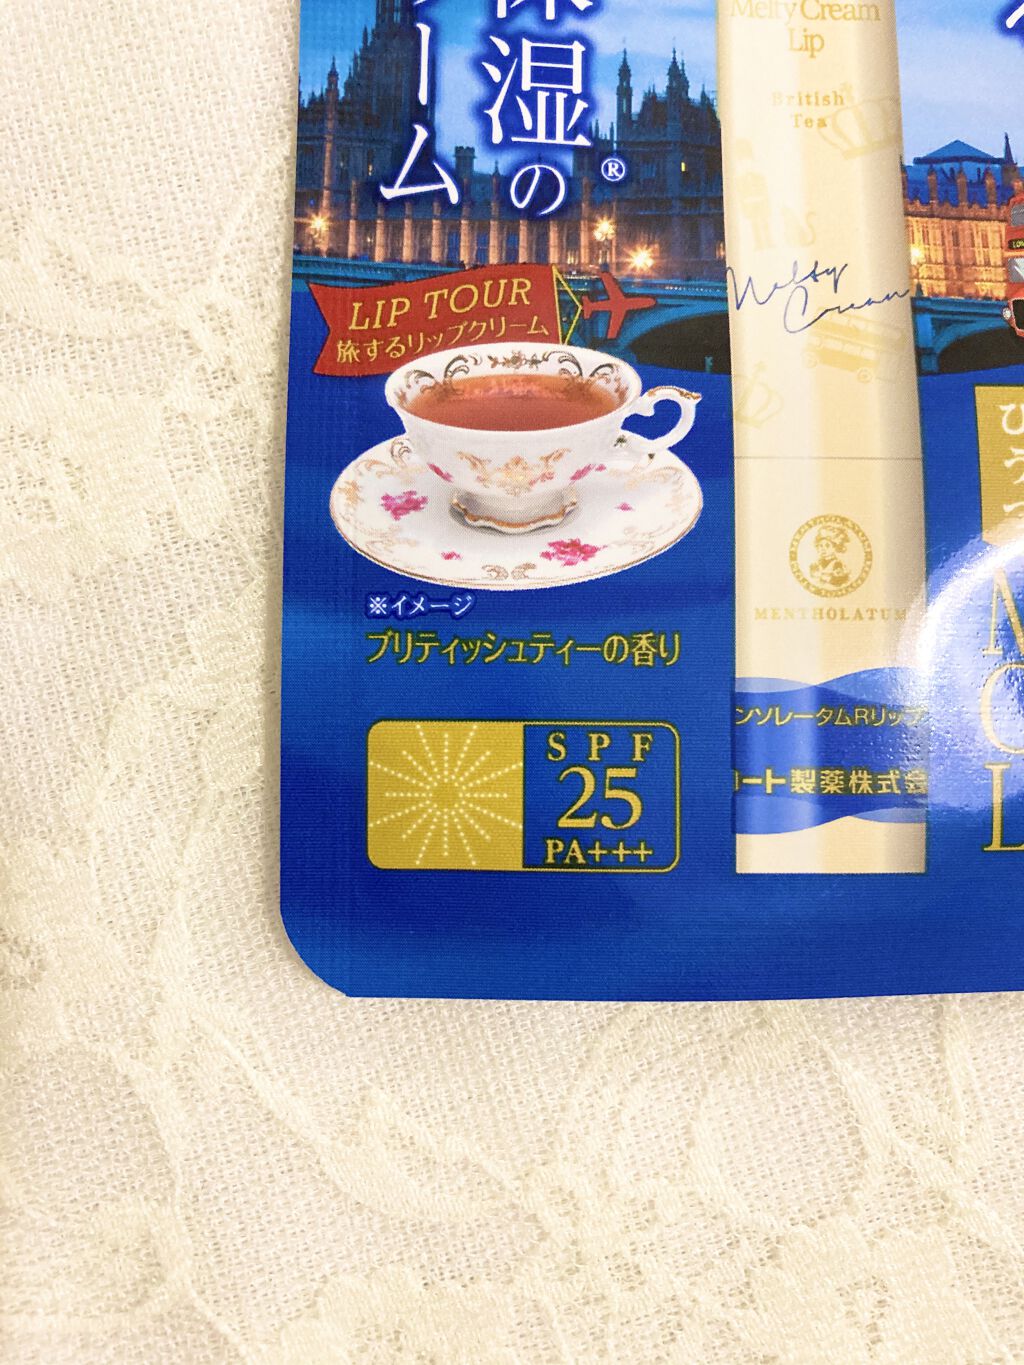 湿の®
ーム
Melty Cream
Lip
British
Tea
Melty
Cream
LIP TOUR
旅するリップクリーム
※イメージ
ブリティッシュティーの香り
SPF
25
PA+++
MENTHOLATUM
ンソレータムRリップ
ート製薬株式会
ひ